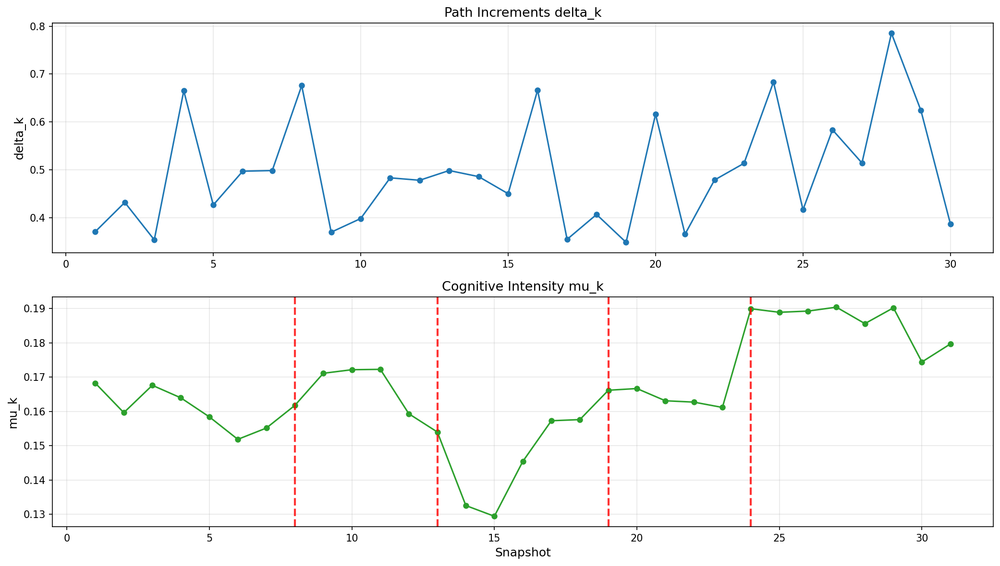 Path Increments delta_k
0.8
0.7
0.6
0.5
0.4
delta_k
0 5 10 15 20 25 30
Cognitive Intensity mu_k
0.19
0.18
0.17
0.16
0.15
0.14
0.13
mu_k
0 5 10 15 20 25 30
Snapshot